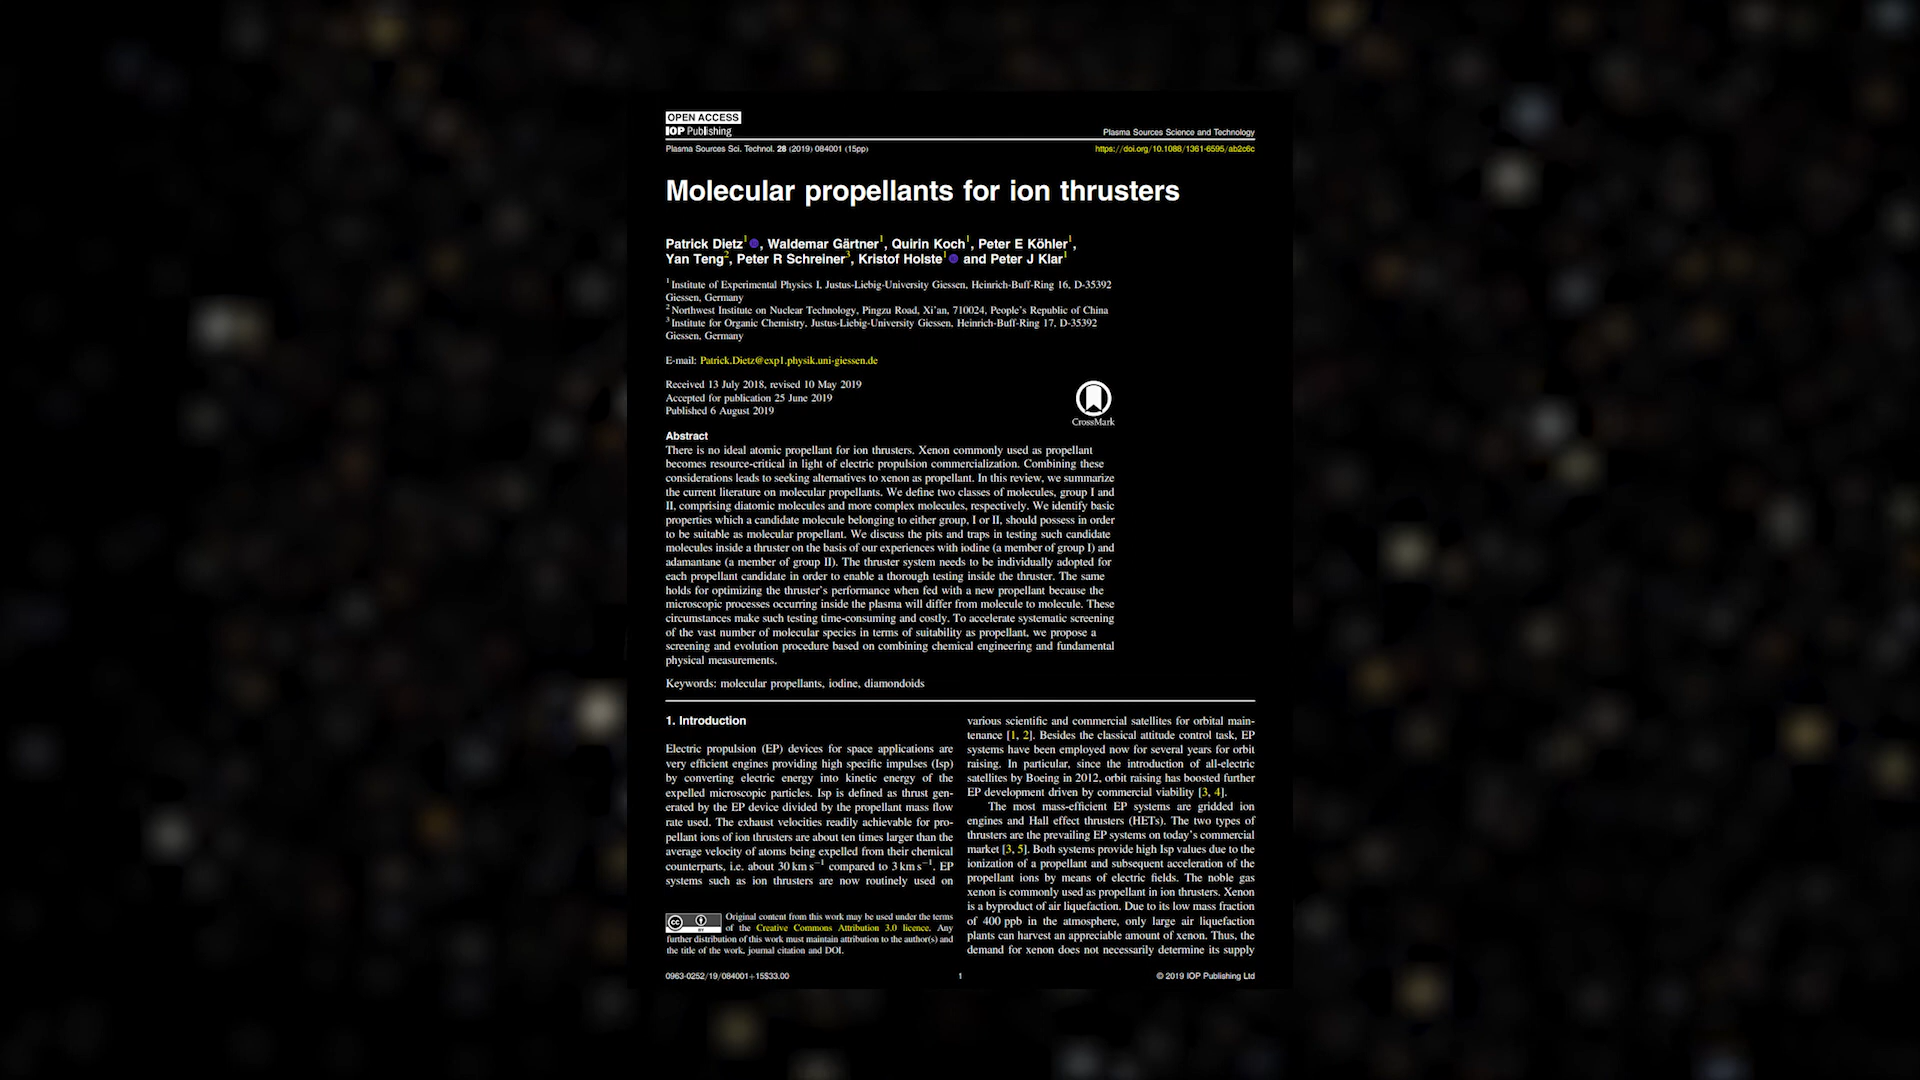 OPEN ACCESS
IOP Publishing
Plasma Sources Science and Technology
Plasma Sources Sci. Technol. 28 (2019) 084001 (15pp)
https://doi.org/10.1088/1361-6595/ab2c6c
Molecular propellants for ion thrusters
Patrick Dietz1, Waldemar Gärtner1, Quirin Koch1, Peter E Köhler1,
Yan Teng2, Peter R Schreiner3, Kristof Holste1 and Peter J Klar1
1 Institute of Experimental Physics I, Justus-Liebig-University Giessen, Heinrich-Buff-Ring 16, D-35392
Giessen, Germany
2 Northwest Institute on Nuclear Technology, Pingzu Road, Xi'an, 710024, People's Republic of China
3 Institute for Organic Chemistry, Justus-Liebig-University Giessen, Heinrich-Buff-Ring 17, D-35392
Giessen, Germany
E-mail: Patrick.Dietz@exp1.physik.uni-giessen.de
Received 13 July 2018, revised 10 May 2019
Accepted for publication 25 June 2019
Published 6 August 2019
CrossMark
Abstract
There is no ideal atomic propellant for ion thrusters. Xenon commonly used as propellant
becomes resource-critical in light of electric propulsion commercialization. Combining these
considerations leads to seeking alternatives to xenon as propellant. In this review, we summarize
the current literature on molecular propellants. We define two classes of molecules, group I and
II, comprising diatomic molecules and more complex molecules, respectively. We identify basic
properties which a candidate molecule belonging to either group, I or II, should possess in order
to be suitable as molecular propellant. We discuss the pits and traps in testing such candidate
molecules inside a thruster on the basis of our experiences with iodine (a member of group I) and
adamantane (a member of group II). The thruster system needs to be individually adopted for
each propellant candidate in order to enable a thorough testing inside the thruster. The same
holds for optimizing the thruster's performance when fed with a new propellant because the
microscopic processes occurring inside the plasma will differ from molecule to molecule. These
circumstances make such testing time-consuming and costly. To accelerate systematic screening
of the vast number of molecular species in terms of suitability as propellant, we propose a
screening and evolution procedure based on combining chemical engineering and fundamental
physical measurements.
Keywords: molecular propellants, iodine, diamondoids
1. Introduction
Electric propulsion (EP) devices for space applications are
very efficient engines providing high specific impulses (Isp)
by converting electric energy into kinetic energy of the
expelled microscopic particles. Isp is defined as thrust gen-
erated by the EP device divided by the propellant mass flow
rate used. The exhaust velocities readily achievable for pro-
pellant ions of ion thrusters are about ten times larger than the
average velocity of atoms being expelled from their chemical
counterparts, i.e. about 30 km s−1 compared to 3 km s−1. EP
systems such as ion thrusters are now routinely used on
cc BY
Original content from this work may be used under the terms
of the Creative Commons Attribution 3.0 licence. Any
further distribution of this work must maintain attribution to the author(s) and
the title of the work, journal citation and DOI.
various scientific and commercial satellites for orbital main-
tenance [1, 2]. Besides the classical attitude control task, EP
systems have been employed now for several years for orbit
raising. In particular, since the introduction of all-electric
satellites by Boeing in 2012, orbit raising has boosted further
EP development driven by commercial viability [3, 4].
The most mass-efficient EP systems are gridded ion
engines and Hall effect thrusters (HETs). The two types of
thrusters are the prevailing EP systems on today's commercial
market [3, 5]. Both systems provide high Isp values due to the
ionization of a propellant and subsequent acceleration of the
propellant ions by means of electric fields. The noble gas
xenon is commonly used as propellant in ion thrusters. Xenon
is a byproduct of air liquefaction. Due to its low mass fraction
of 400 ppb in the atmosphere, only large air liquefaction
plants can harvest an appreciable amount of xenon. Thus, the
demand for xenon does not necessarily determine its supply
0963-0252/19/084001+15$33.00
1
© 2019 IOP Publishing Ltd